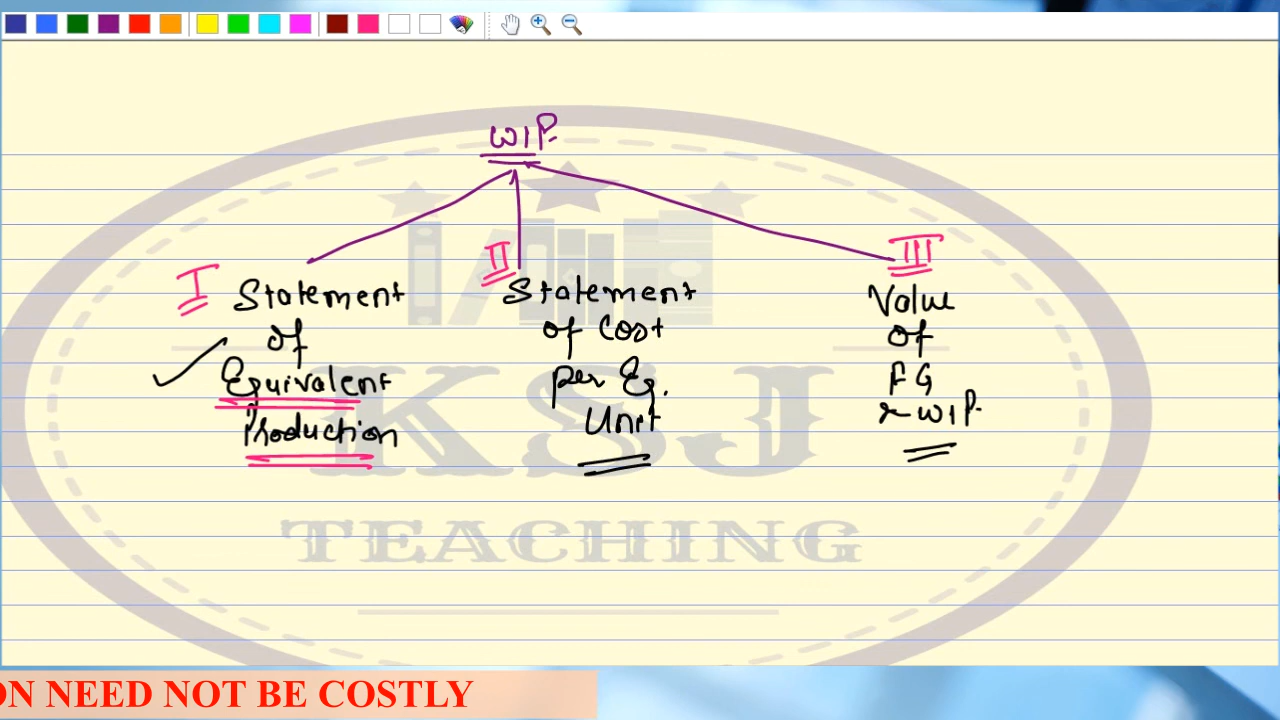 WIP.
I
Statement
of
Equivalent
Production
II
Statement
of Cost
per Eq.
Unit
III
Value
of
FG
& WIP.
KSJ
TEACHING
ON NEED NOT BE COSTLY